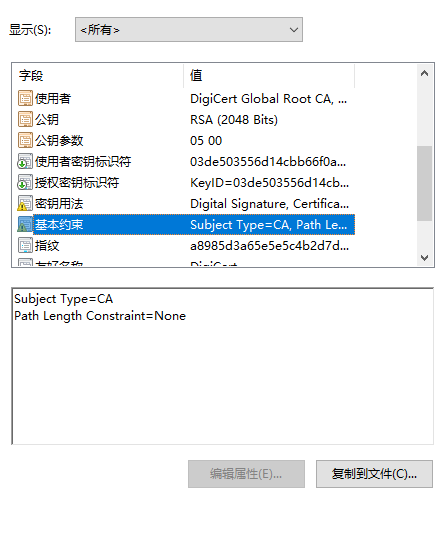 显示(S): <所有>
字段 值
使用者 DigiCert Global Root CA, ...
公钥 RSA (2048 Bits)
公钥参数 05 00
使用者密钥标识符 03de503556d14cbb66f0a...
授权密钥标识符 KeyID=03de503556d14cb...
密钥用法 Digital Signature, Certifica...
基本约束 Subject Type=CA, Path Le...
指纹 a8985d3a65e5e5c4b2d7d...
友好名称 DigiCert
Subject Type=CA
Path Length Constraint=None
编辑属性(E)... 复制到文件(C)...